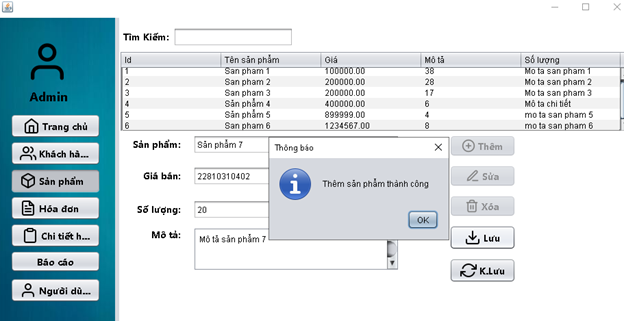 Tìm Kiếm:
Admin
Trang chủ
Khách hà...
Sản phẩm
Hóa đơn
Chi tiết h...
Báo cáo
Người dù...
Id Tên sản phẩm Giá Mô tả Số lượng
1 San pham 1 100000.00 38 Mo ta san pham 1
2 San pham 2 200000.00 28 Mo ta san pham 2
3 San pham 3 200000.00 17 Mo ta san pham 3
4 Sản phẩm 4 400000.00 6 Mô tả chi tiết
5 Sản phẩm 5 899999.00 4 mo ta san pham 5
6 San pham 6 1234567.00 8 mo ta san pham 6
Sản phẩm: Sản phẩm 7
Giá bán: 22810310402
Số lượng: 20
Mô tả: Mô tả sản phẩm 7
Thông báo
Thêm sản phẩm thành công
OK
Thêm
Sửa
Xóa
Lưu
K.Lưu